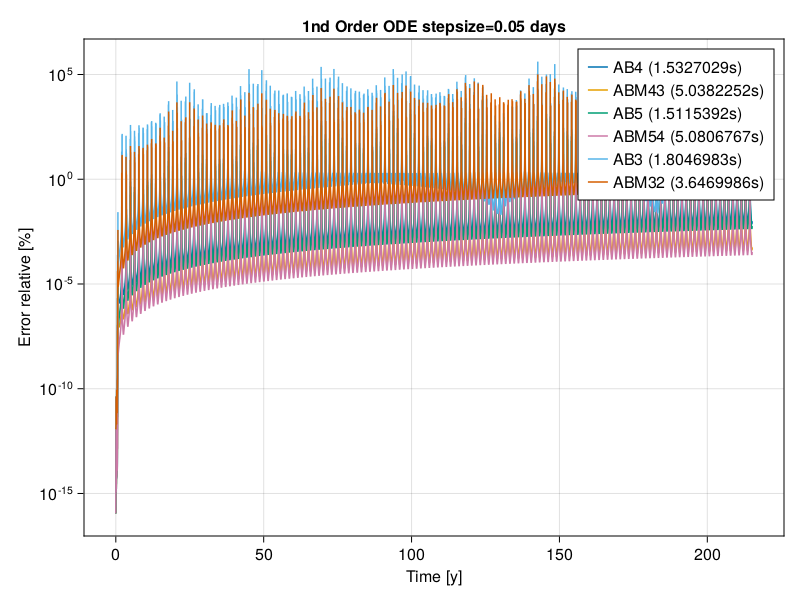 1nd Order ODE stepsize=0.05 days
AB4 (1.5327029s)
ABM43 (5.0382252s)
AB5 (1.5115392s)
ABM54 (5.0806767s)
AB3 (1.8046983s)
ABM32 (3.6469986s)
10^5
10^0
10^-5
10^-10
10^-15
Error relative [%]
0 50 100 150 200
Time [y]